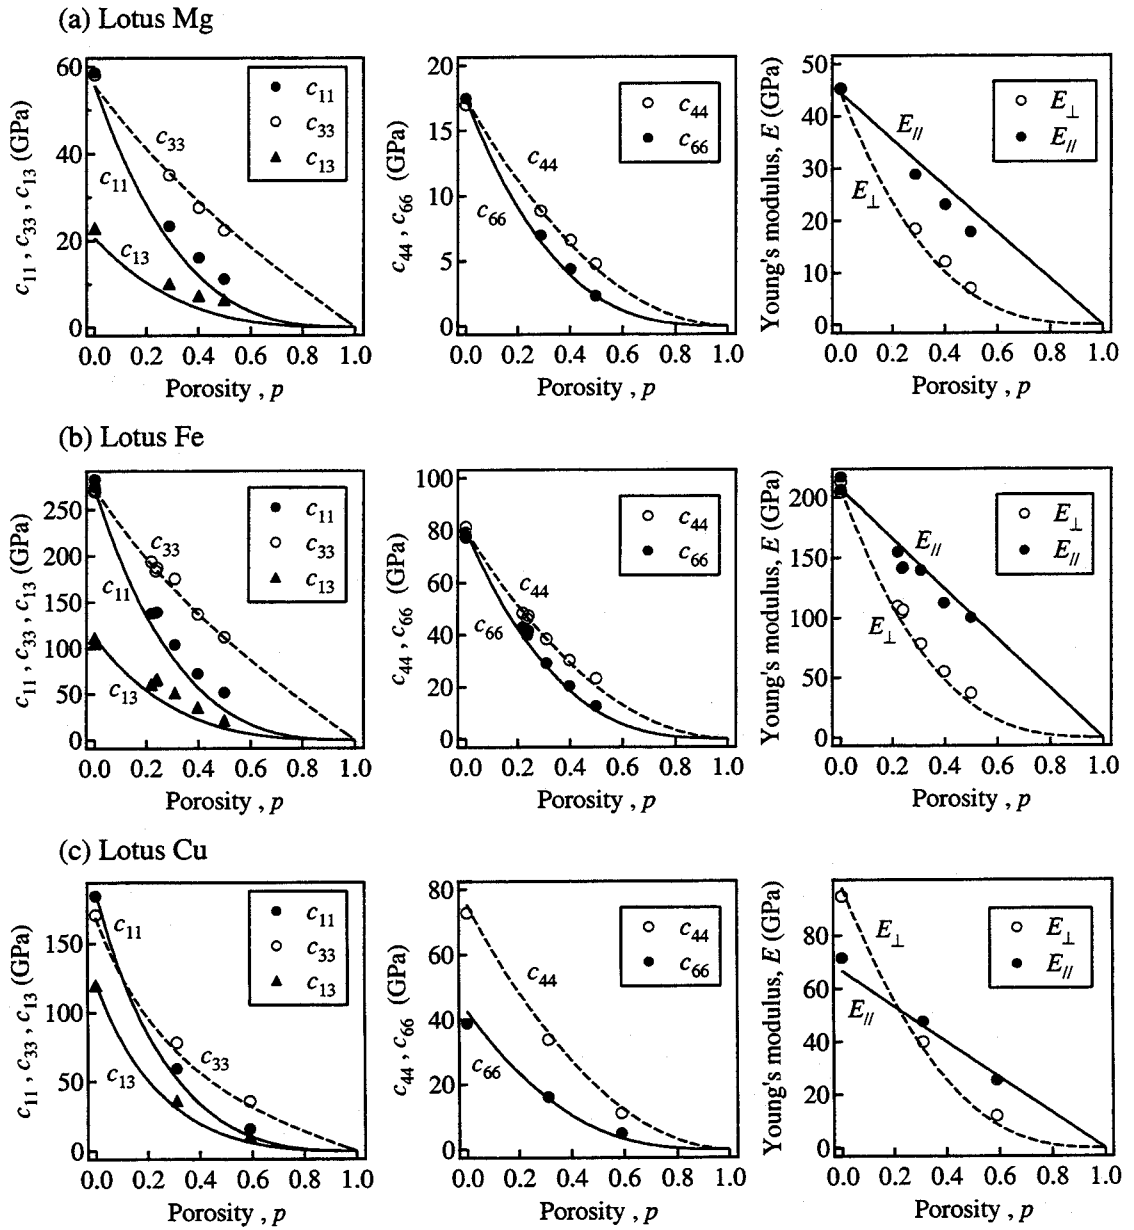 (a) Lotus Mg
60
40
20
0
c11, c33, c13 (GPa)
c11
c33
c13
c33
c11
c13
0.0 0.2 0.4 0.6 0.8 1.0
Porosity , p
20
15
10
5
0
c44, c66 (GPa)
c44
c66
c44
c66
0.0 0.2 0.4 0.6 0.8 1.0
Porosity , p
50
40
30
20
10
0
Young's modulus, E (GPa)
E⊥
E//
E//
E⊥
0.0 0.2 0.4 0.6 0.8 1.0
Porosity , p
(b) Lotus Fe
250
200
150
100
50
0
c11, c33, c13 (GPa)
c11
c33
c13
c33
c11
c13
0.0 0.2 0.4 0.6 0.8 1.0
Porosity , p
100
80
60
40
20
0
c44, c66 (GPa)
c44
c66
c44
c66
0.0 0.2 0.4 0.6 0.8 1.0
Porosity , p
200
150
100
50
0
Young's modulus, E (GPa)
E⊥
E//
E//
E⊥
0.0 0.2 0.4 0.6 0.8 1.0
Porosity , p
(c) Lotus Cu
150
100
50
0
c11, c33, c13 (GPa)
c11
c33
c13
c11
c33
c13
0.0 0.2 0.4 0.6 0.8 1.0
Porosity , p
80
60
40
20
0
c44, c66 (GPa)
c44
c66
c44
c66
0.0 0.2 0.4 0.6 0.8 1.0
Porosity , p
80
60
40
20
0
Young's modulus, E (GPa)
E⊥
E//
E⊥
E//
0.0 0.2 0.4 0.6 0.8 1.0
Porosity , p